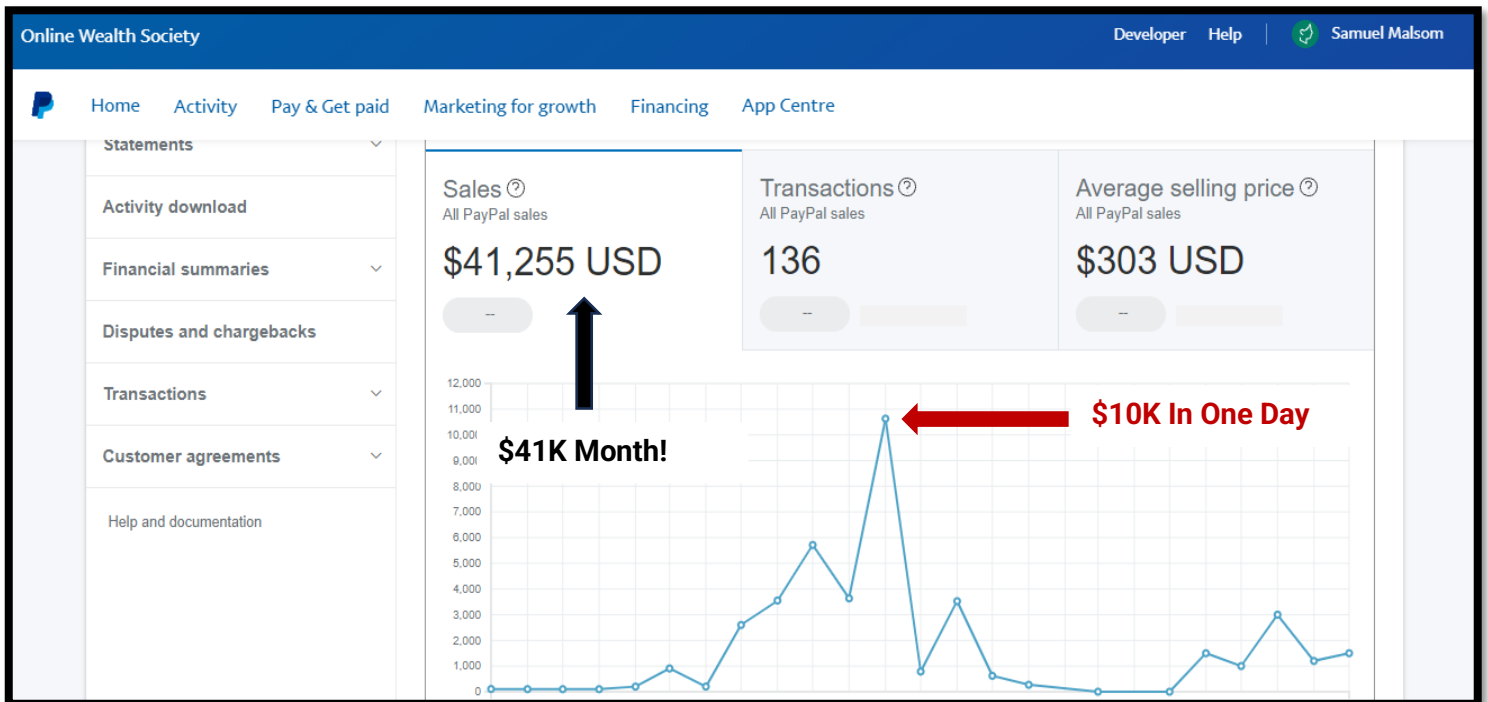 Online Wealth Society
Developer Help Samuel Malsom
Home Activity Pay & Get paid Marketing for growth Financing App Centre
Statements
Activity download
Financial summaries
Disputes and chargebacks
Transactions
Customer agreements
Help and documentation
Sales ?
All PayPal sales
$41,255 USD
--
Transactions ?
All PayPal sales
136
--
Average selling price ?
All PayPal sales
$303 USD
--
12,000
11,000
10,000
9,000
8,000
7,000
6,000
5,000
4,000
3,000
2,000
1,000
0
$41K Month!
$10K In One Day